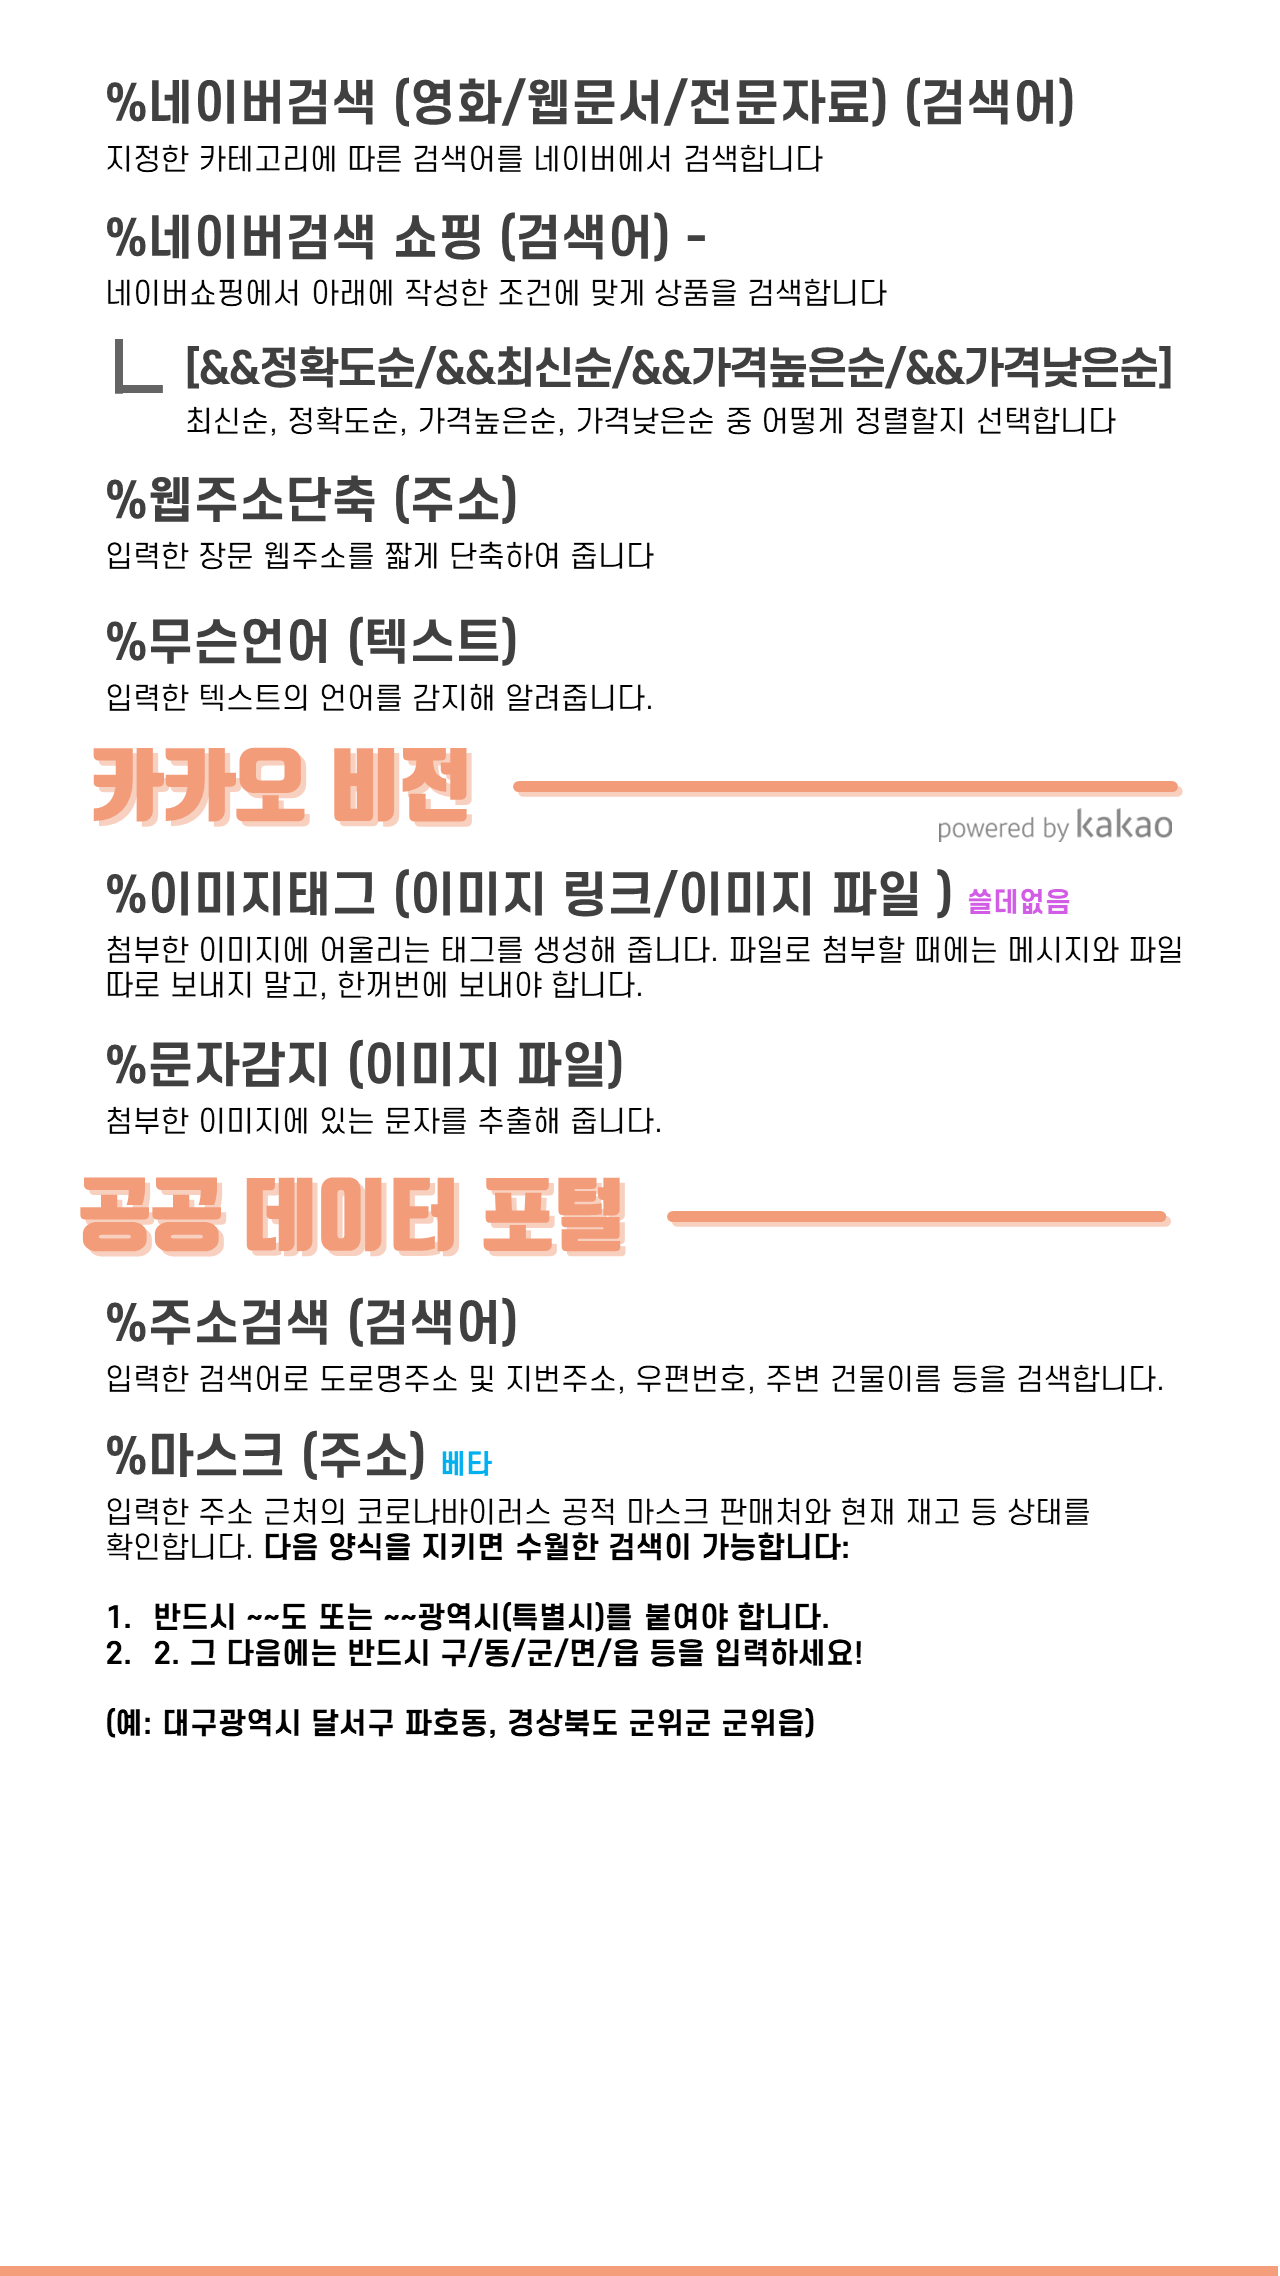 %네이버검색 (영화/웹문서/전문자료) (검색어)
지정한 카테고리에 따른 검색어를 네이버에서 검색합니다
%네이버검색 쇼핑 (검색어) -
네이버쇼핑에서 아래에 작성한 조건에 맞게 상품을 검색합니다
[&&정확도순/&&최신순/&&가격높은순/&&가격낮은순]
최신순, 정확도순, 가격높은순, 가격낮은순 중 어떻게 정렬할지 선택합니다
%웹주소단축 (주소)
입력한 장문 웹주소를 짧게 단축하여 줍니다
%무슨언어 (텍스트)
입력한 텍스트의 언어를 감지해 알려줍니다.
카카오 비전
powered by kakao
%이미지태그 (이미지 링크/이미지 파일 ) 쓸데없음
첨부한 이미지에 어울리는 태그를 생성해 줍니다. 파일로 첨부할 때에는 메시지와 파일
따로 보내지 말고, 한꺼번에 보내야 합니다.
%문자감지 (이미지 파일)
첨부한 이미지에 있는 문자를 추출해 줍니다.
공공 데이터 포털
%주소검색 (검색어)
입력한 검색어로 도로명주소 및 지번주소, 우편번호, 주변 건물이름 등을 검색합니다.
%마스크 (주소) 베타
입력한 주소 근처의 코로나바이러스 공적 마스크 판매처와 현재 재고 등 상태를
확인합니다. 다음 양식을 지키면 수월한 검색이 가능합니다:
1. 반드시 ~~도 또는 ~~광역시(특별시)를 붙여야 합니다.
2. 2. 그 다음에는 반드시 구/동/군/면/읍 등을 입력하세요!
(예: 대구광역시 달서구 파호동, 경상북도 군위군 군위읍)